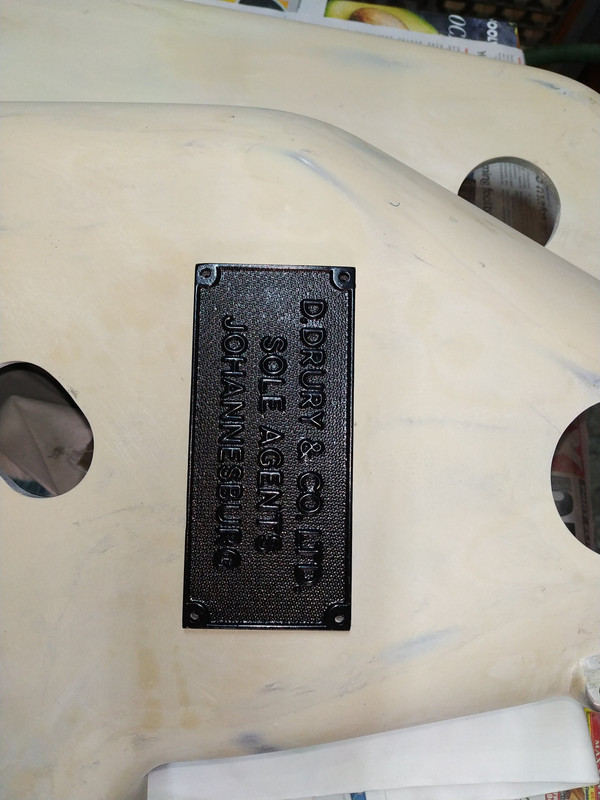 D. DRURY & CO. LTD.
SOLE AGENTS
JOHANNESBURG